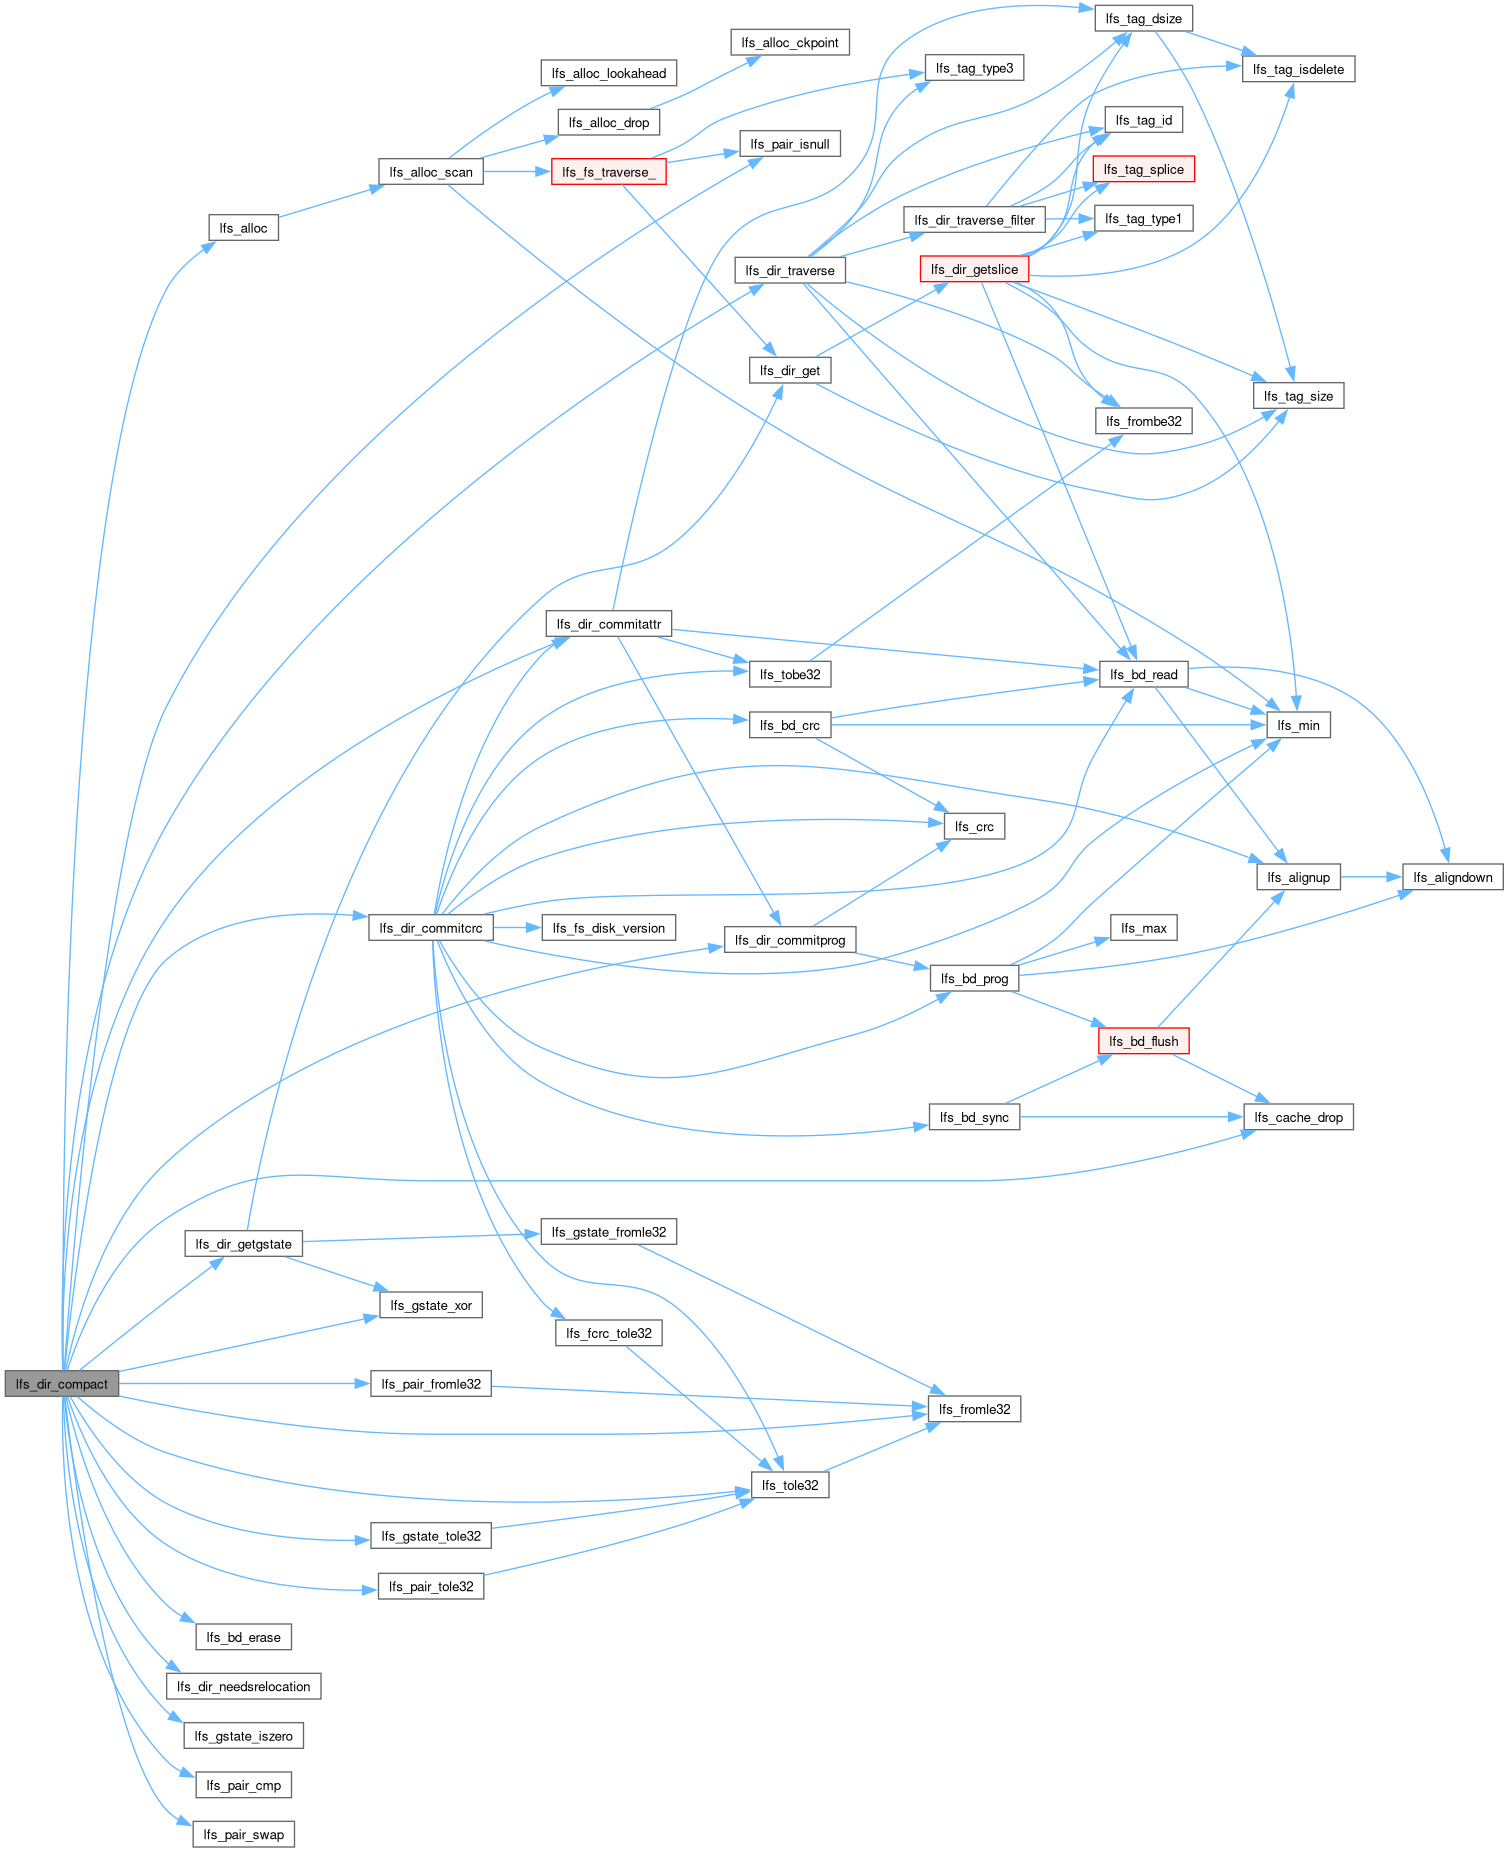 lfs_tag_dsize
lfs_alloc_ckpoint
lfs_alloc_lookahead
lfs_tag_type3
lfs_tag_isdelete
lfs_alloc_drop
lfs_tag_id
lfs_pair_isnull
lfs_alloc_scan
lfs_fs_traverse_
lfs_tag_splice
lfs_alloc
lfs_dir_traverse_filter
lfs_tag_type1
lfs_dir_traverse
lfs_dir_getslice
lfs_dir_get
lfs_tag_size
lfs_frombe32
lfs_dir_commitattr
lfs_tobe32
lfs_bd_read
lfs_bd_crc
lfs_min
lfs_crc
lfs_alignup
lfs_aligndown
lfs_dir_commitcrc
lfs_fs_disk_version
lfs_dir_commitprog
lfs_max
lfs_bd_prog
lfs_bd_flush
lfs_bd_sync
lfs_cache_drop
lfs_dir_getgstate
lfs_gstate_fromle32
lfs_gstate_xor
lfs_fcrc_tole32
lfs_dir_compact
lfs_pair_fromle32
lfs_fromle32
lfs_tole32
lfs_gstate_tole32
lfs_pair_tole32
lfs_bd_erase
lfs_dir_needsrelocation
lfs_gstate_iszero
lfs_pair_cmp
lfs_pair_swap